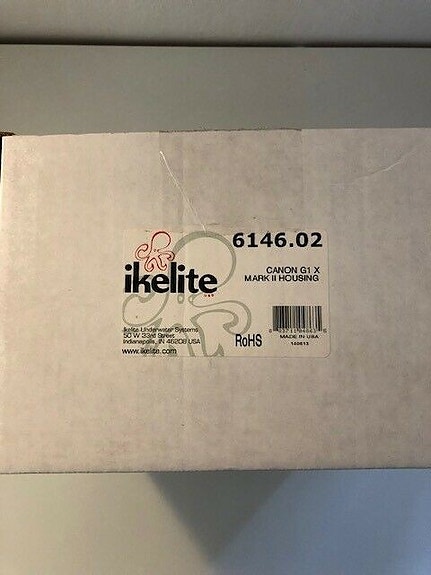 6146.02
ikelite
CANON G1 X
MARK II HOUSING
Ikelite Underwater Systems
50 W 33rd Street
Indianapolis, IN 46208 USA
www.ikelite.com
RoHS
MADE IN USA